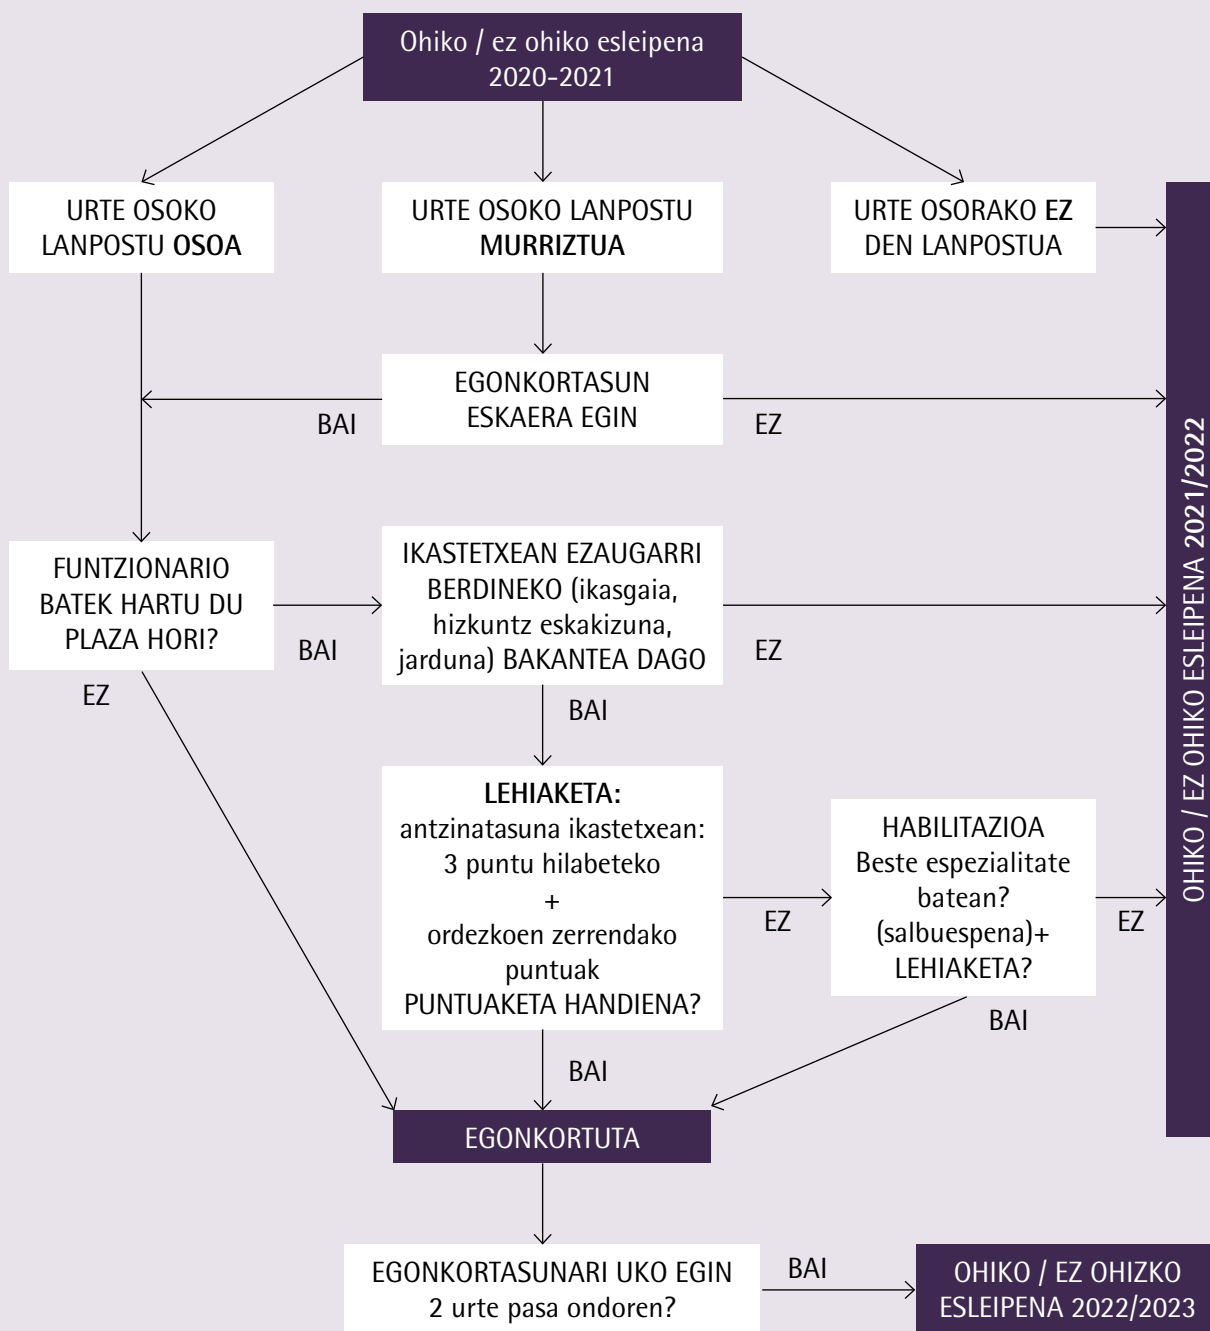 Ohiko / ez ohiko esleipena
2020-2021
URTE OSOKO
LANPOSTU OSOA
URTE OSOKO LANPOSTU
MURRIZTUA
URTE OSORAKO EZ
DEN LANPOSTUA
EGONKORTASUN
ESKAERA EGIN
BAI
EZ
OHIKO / EZ OHIKO ESLEIPENA 2021/2022
FUNTZIONARIO
BATEK HARTU DU
PLAZA HORI?
BAI
EZ
IKASTETXEAN EZAUGARRI
BERDINEKO (ikasgaia,
hizkuntz eskakizuna,
jarduna) BAKANTEA DAGO
EZ
BAI
LEHIAKETA:
antzinatasuna ikastetxean:
3 puntu hilabeteko
+
ordezkoen zerrendako
puntuak
PUNTUAKETA HANDIENA?
EZ
BAI
HABILITAZIOA
Beste espezialitate
batean?
(salbuespena)+
LEHIAKETA?
EZ
BAI
EGONKORTUTA
EGONKORTASUNARI UKO EGIN
2 urte pasa ondoren?
BAI
OHIKO / EZ OHIZKO
ESLEIPENA 2022/2023